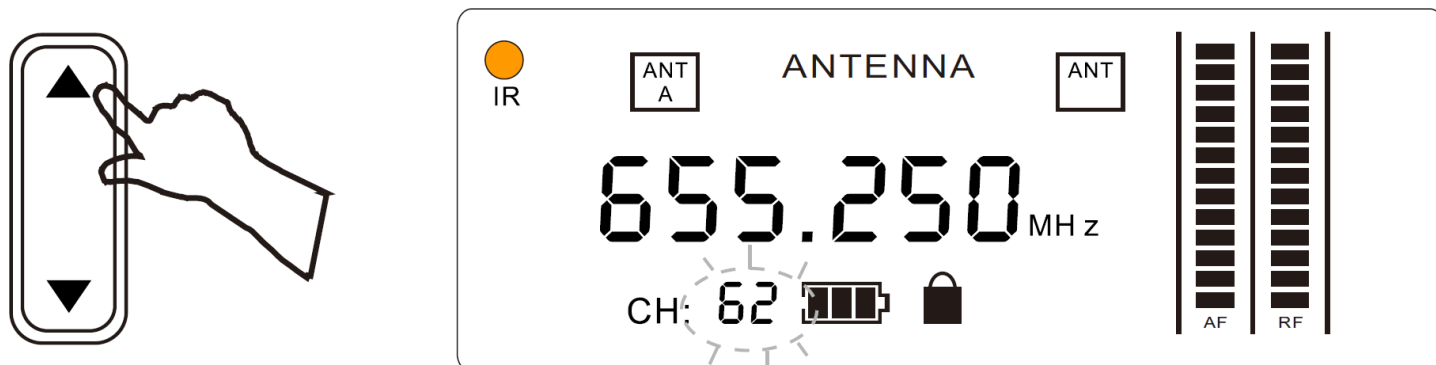 IR
ANT
A
ANTENNA
ANT
655.250 MHz
CH: 62
AF
RF